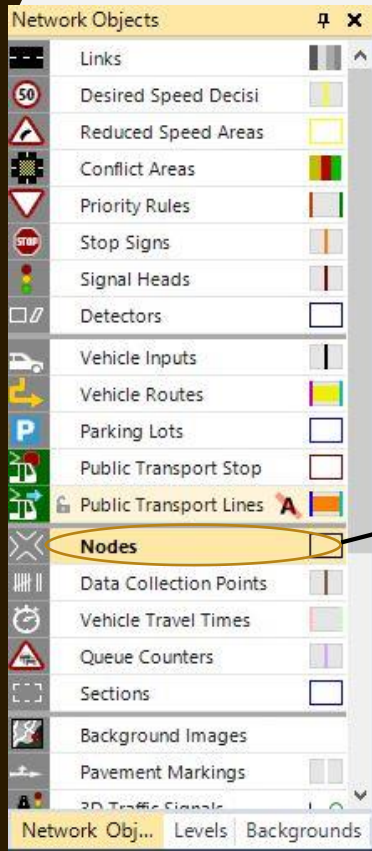 Network Objects
Links
50 Desired Speed Decisi
Reduced Speed Areas
Conflict Areas
Priority Rules
STOP Stop Signs
Signal Heads
Detectors
Vehicle Inputs
Vehicle Routes
P Parking Lots
Public Transport Stop
Public Transport Lines A
Nodes
Data Collection Points
Vehicle Travel Times
Queue Counters
Sections
Background Images
Pavement Markings
3D Traffic Signals
Network Obj... Levels Backgrounds